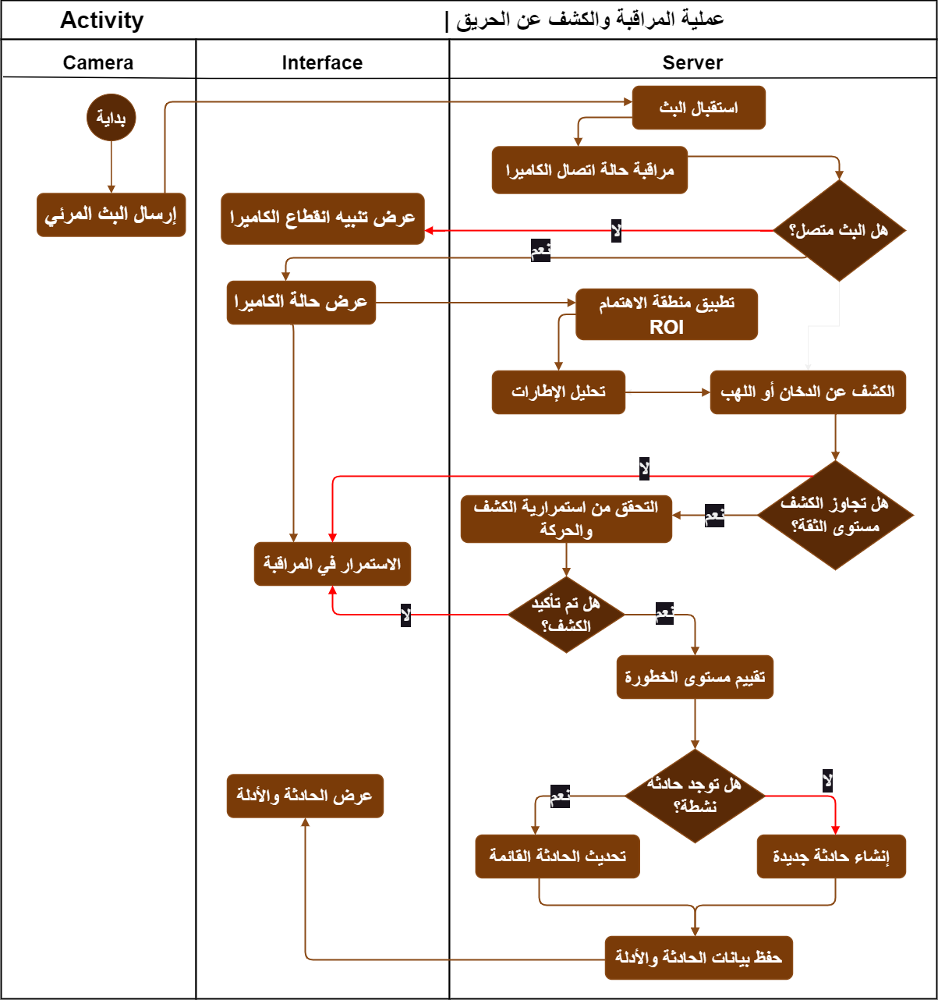 Activity
عملية المراقبة والكشف عن الحريق |
Camera
Interface
Server
بداية
استقبال البث
مراقبة حالة اتصال الكاميرا
إرسال البث المرئي
عرض تنبيه انقطاع الكاميرا
لا
هل البث متصل؟
نعم
عرض حالة الكاميرا
تطبيق منطقة الاهتمام
ROI
تحليل الإطارات
الكشف عن الدخان أو اللهب
لا
هل تجاوز الكشف
مستوى الثقة؟
نعم
التحقق من استمرارية الكشف
والحركة
الاستمرار في المراقبة
هل تم تأكيد
الكشف؟
لا
نعم
تقييم مستوى الخطورة
هل توجد حادثة
نشطة؟
لا
نعم
عرض الحادثة والأدلة
تحديث الحادثة القائمة
إنشاء حادثة جديدة
حفظ بيانات الحادثة والأدلة